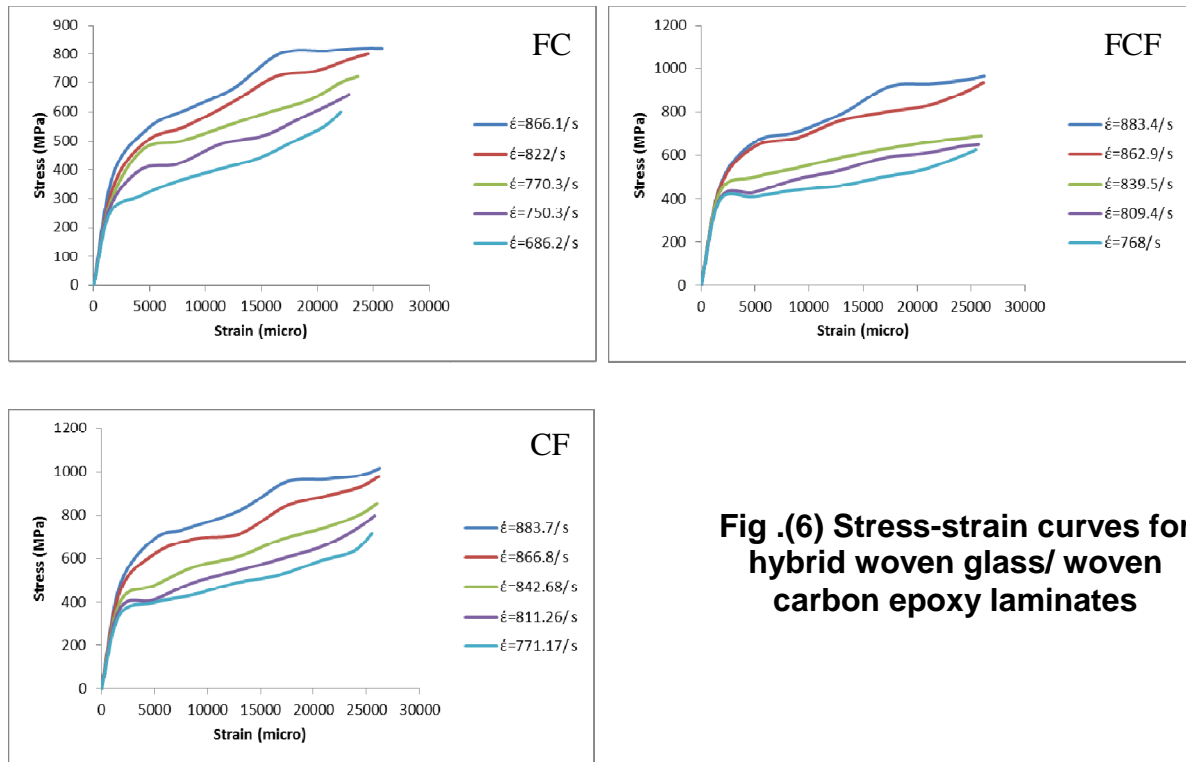 FC
900
800
700
600
500
400
300
200
100
0
Stress (MPa)
0 5000 10000 15000 20000 25000 30000
Strain (micro)
έ=866.1/s
έ=822/s
έ=770.3/s
έ=750.3/s
έ=686.2/s
FCF
1200
1000
800
600
400
200
0
Stress (MPa)
0 5000 10000 15000 20000 25000 30000
Strain (micro)
έ=883.4/s
έ=862.9/s
έ=839.5/s
έ=809.4/s
έ=768/s
CF
1200
1000
800
600
400
200
0
Stress (MPa)
0 5000 10000 15000 20000 25000 30000
Strain (micro)
έ=883.7/s
έ=866.8/s
έ=842.68/s
έ=811.26/s
έ=771.17/s
Fig .(6) Stress-strain curves for
hybrid woven glass/ woven
carbon epoxy laminates